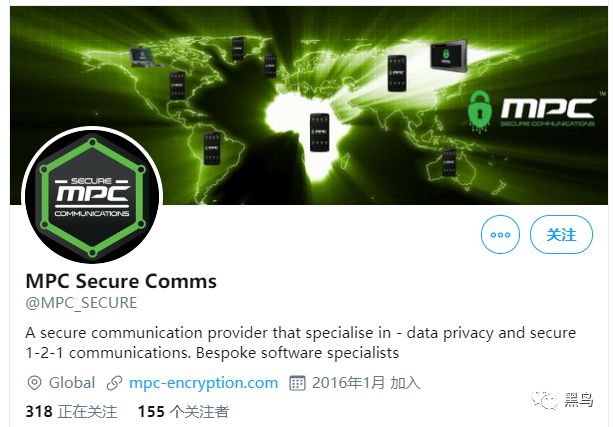 MPC™
SECURE COMMUNICATIONS
MPC
SECURE
MPC
COMMUNICATIONS
关注
MPC Secure Comms
@MPC_SECURE
A secure communication provider that specialise in - data privacy and secure
1-2-1 communications. Bespoke software specialists
Global mpc-encryption.com 2016年1月 加入
318 正在关注 155 个关注者
黑鸟